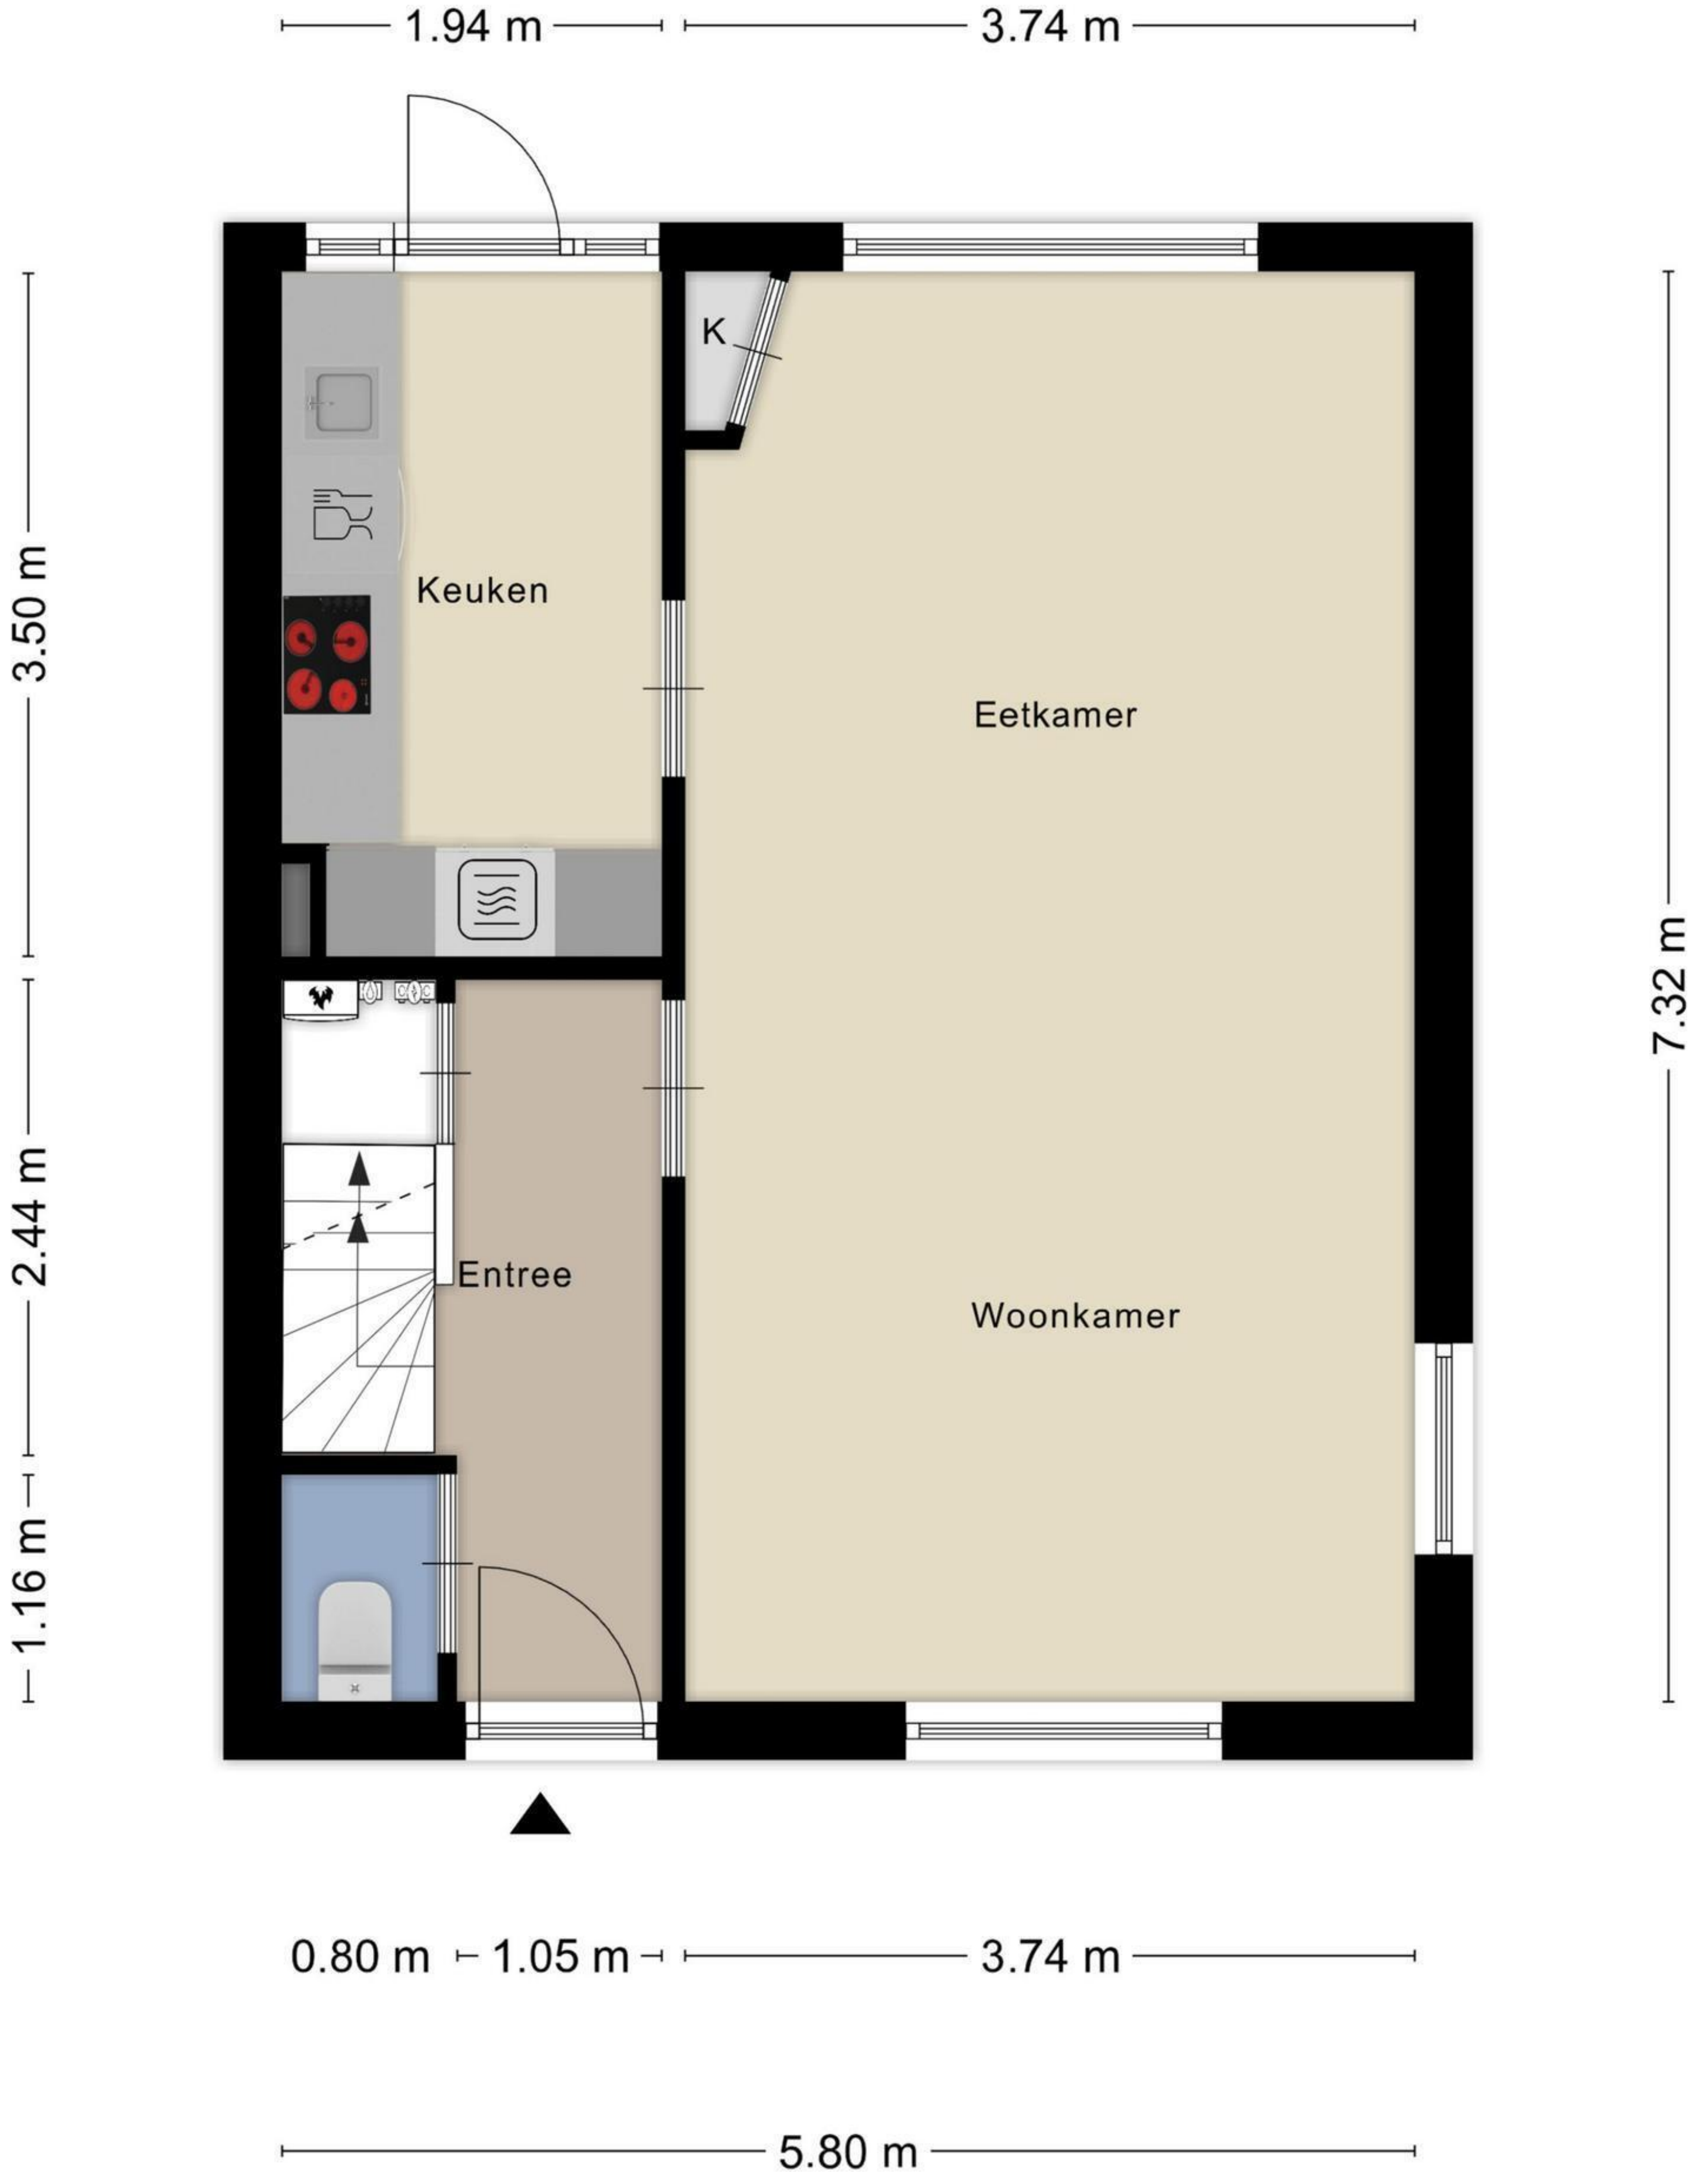 1.94 m
3.74 m
K
Keuken
3.50 m
Eetkamer
7.32 m
2.44 m
Entree
Woonkamer
1.16 m
0.80 m
1.05 m
3.74 m
5.80 m